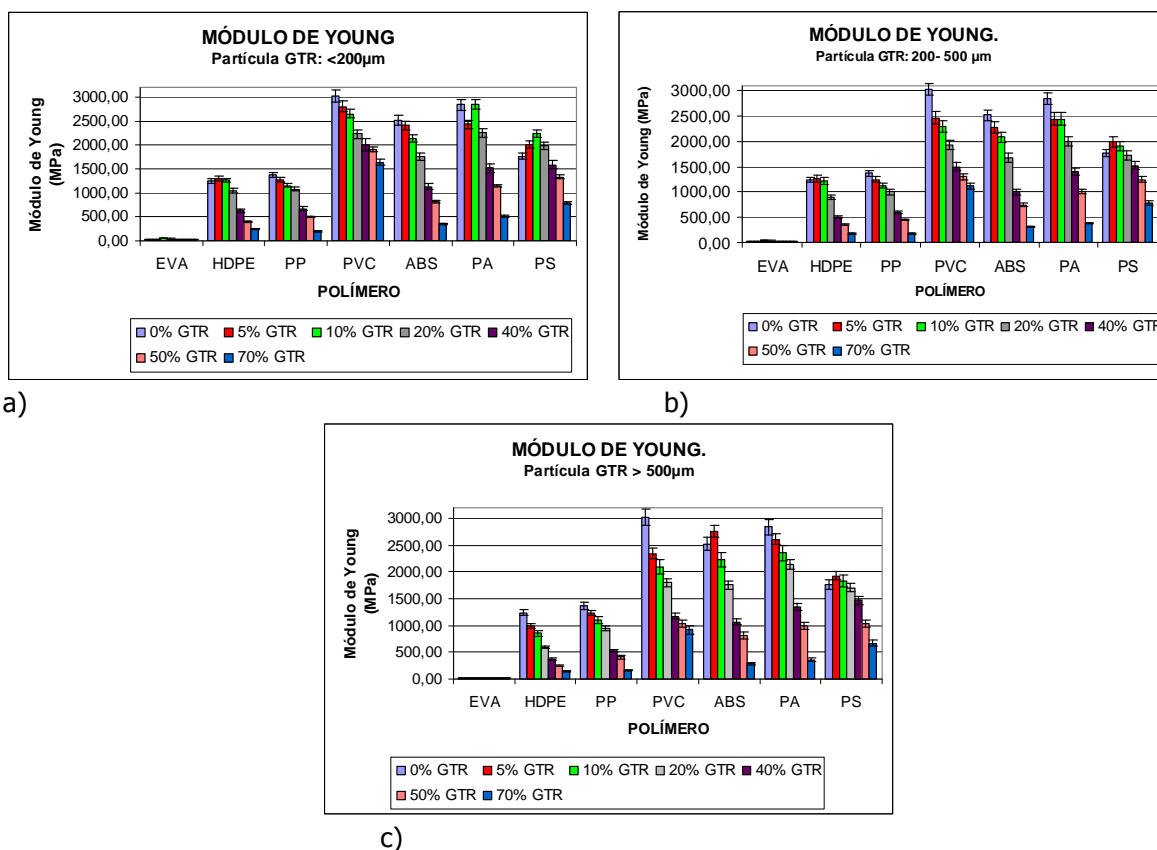 MÓDULO DE YOUNG
Partícula GTR: <200µm
Módulo de Young
(MPa)
3000,00
2500,00
2000,00
1500,00
1000,00
500,00
0,00
EVA HDPE PP PVC ABS PA PS
POLÍMERO
0% GTR 5% GTR 10% GTR 20% GTR 40% GTR
50% GTR 70% GTR
a)
MÓDULO DE YOUNG.
Partícula GTR: 200- 500 µm
Módulo de Young (MPa)
3000,00
2500,00
2000,00
1500,00
1000,00
500,00
0,00
EVA HDPE PP PVC ABS PA PS
POLÍMERO
0% GTR 5% GTR 10% GTR 20% GTR 40% GTR
50% GTR 70% GTR
b)
MÓDULO DE YOUNG.
Partícula GTR > 500µm
Módulo de Young
(MPa)
3000,00
2500,00
2000,00
1500,00
1000,00
500,00
0,00
EVA HDPE PP PVC ABS PA PS
POLÍMERO
0% GTR 5% GTR 10% GTR 20% GTR 40% GTR
50% GTR 70% GTR
c)